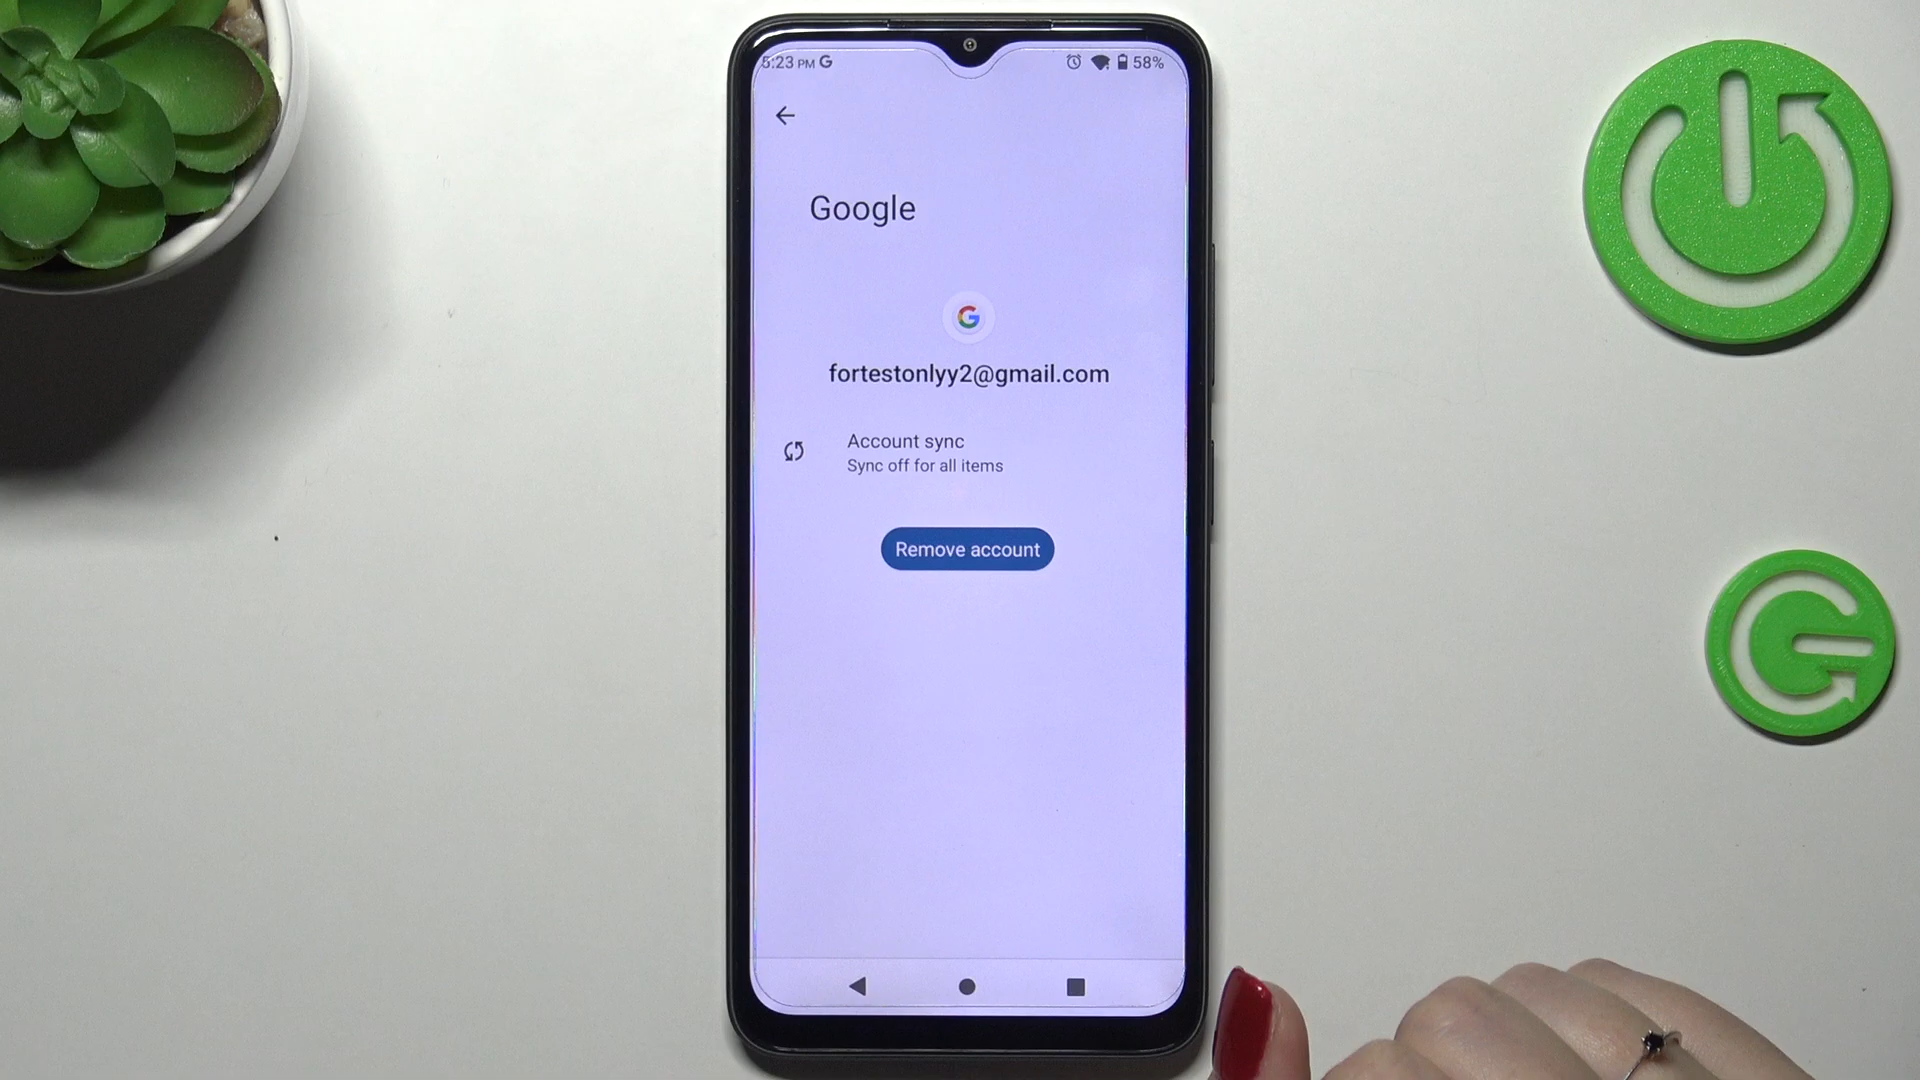 5:23 PM G 58%
Google
G
fortestonlyy2@gmail.com
Account sync
Sync off for all items
Remove account